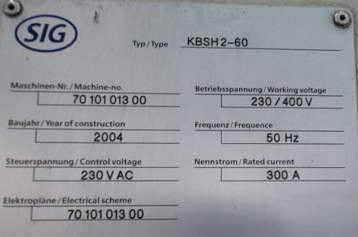 SIG
Typ/Type KBSH 2-60
Maschinen-Nr./Machine-no. Betriebsspannung/Working voltage
70 101 013 00 230/400 V
Baujahr/Year of construction Frequenz/Frequence
2004 50 Hz
Steuerspannung/Control voltage Nennstrom/Rated current
230 V AC 300 A
Elektropläne/Electrical scheme
70 101 013 00